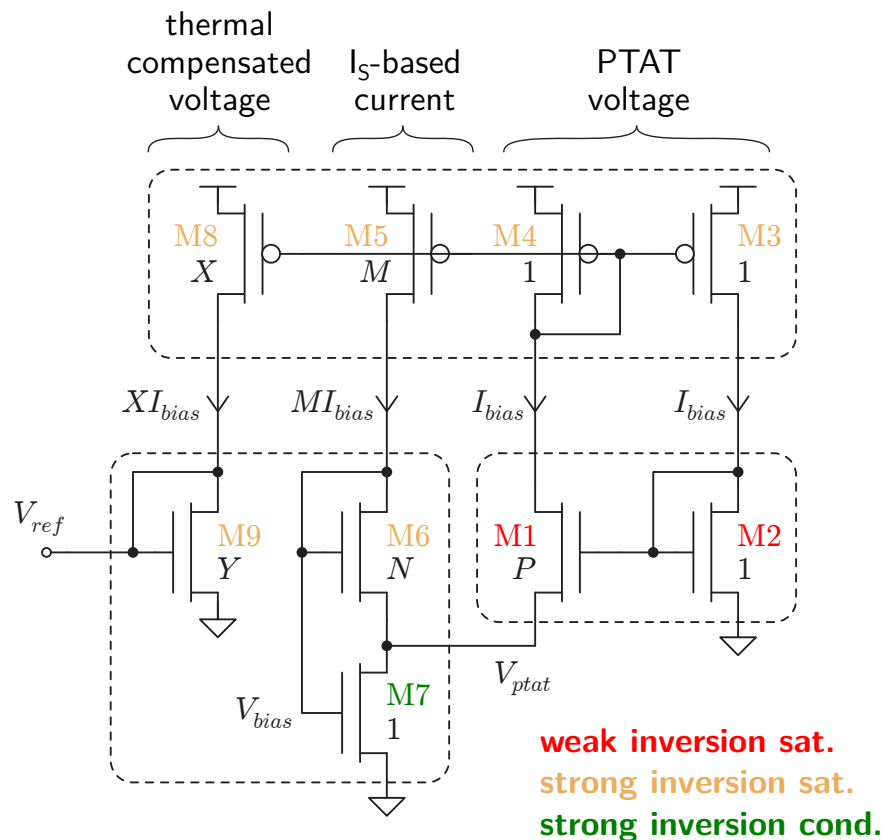 thermal
compensated
voltage
I_S-based
current
PTAT
voltage
M8
X
M5
M
M4
1
M3
1
XI_bias
MI_bias
I_bias
I_bias
V_ref
M9
Y
M6
N
M1
P
M2
1
V_ptat
V_bias
M7
1
weak inversion sat.
strong inversion sat.
strong inversion cond.